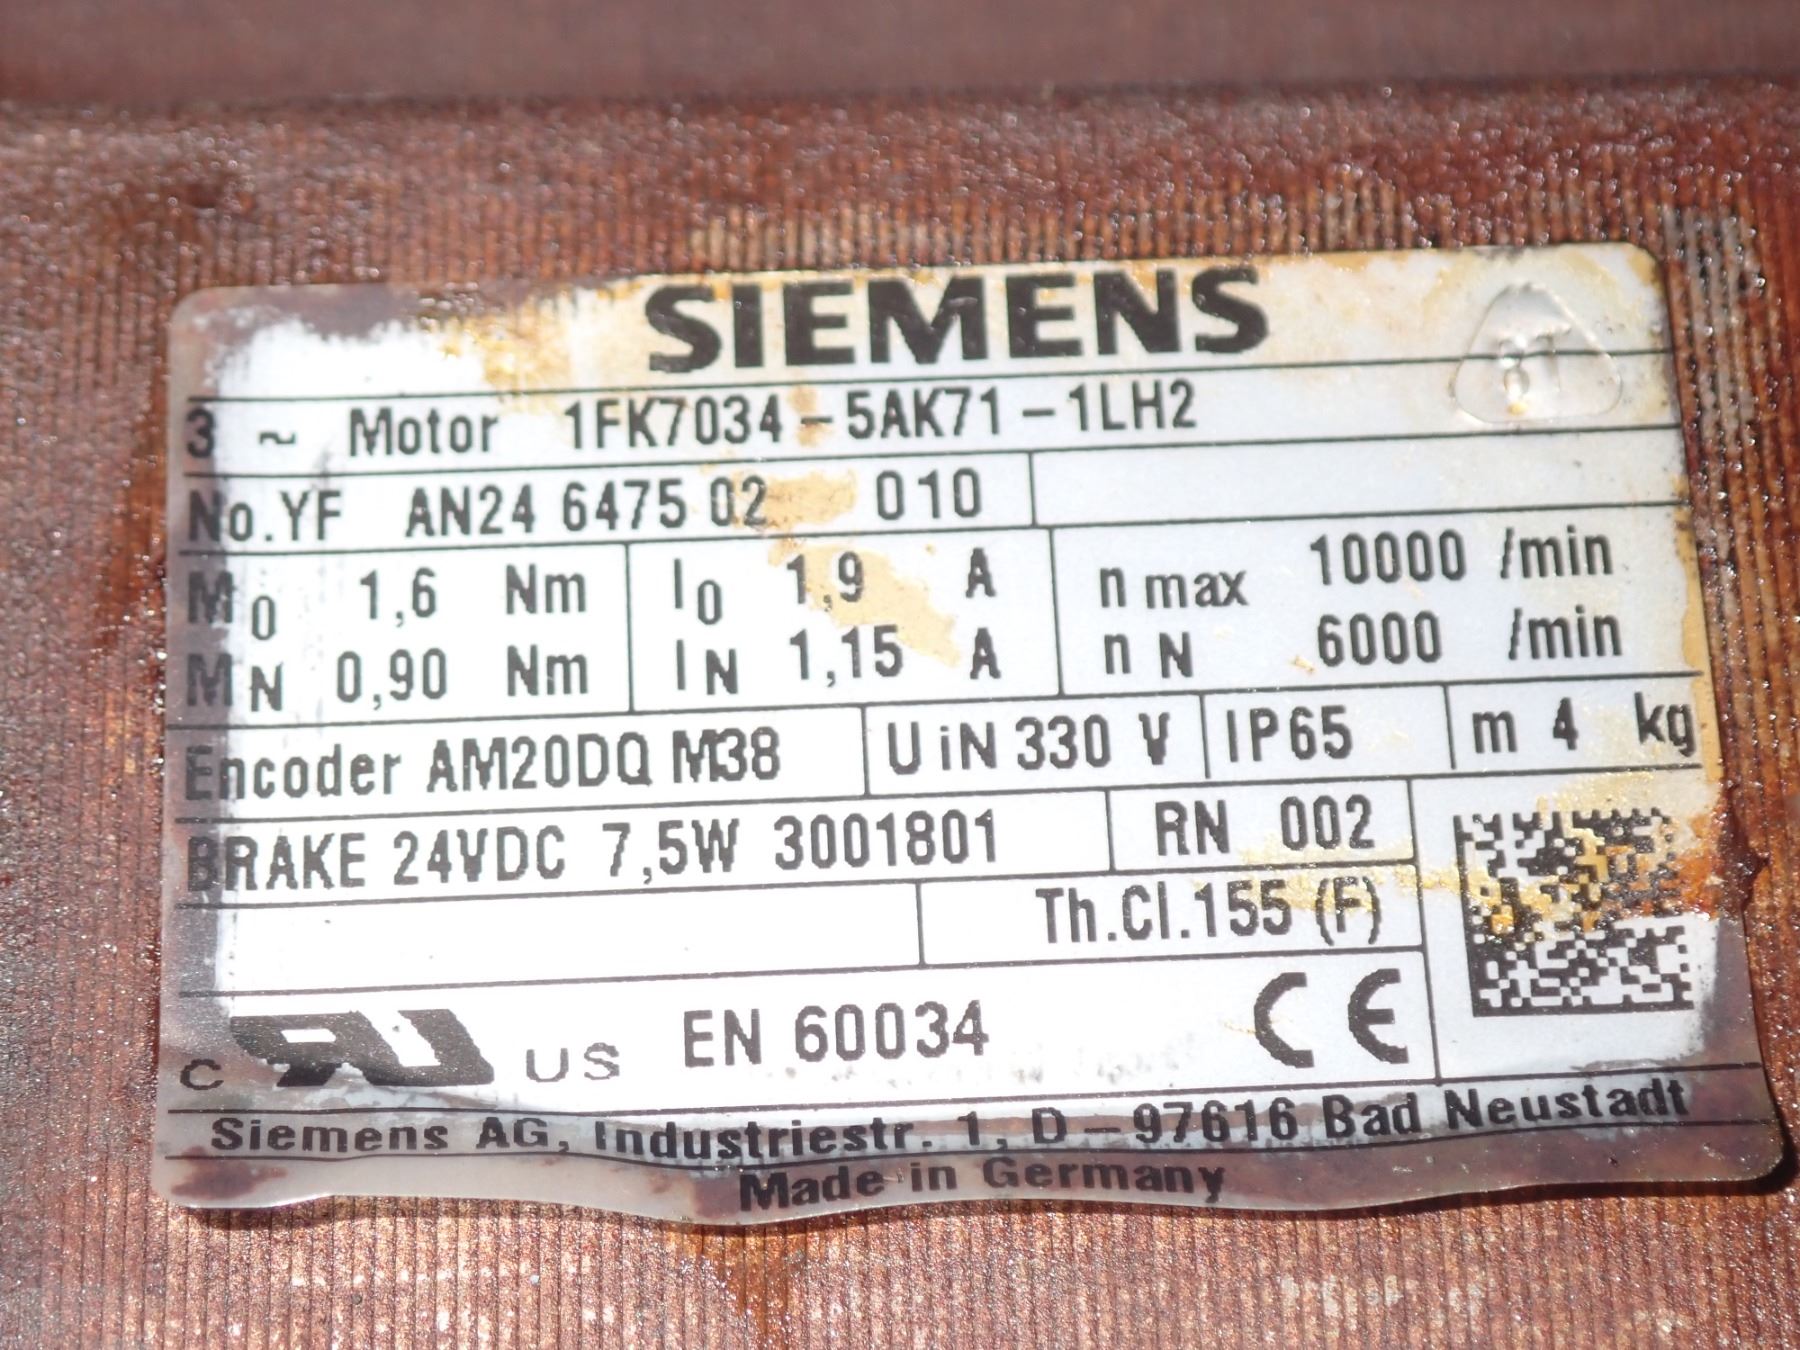 SIEMENS
3 ~ Motor 1FK7034-5AK71-1LH2
No.YF AN24 6475 02 010
M0 1,6 Nm I0 1,9 A n max 10000 /min
MN 0,90 Nm IN 1,15 A n N 6000 /min
Encoder AM20DQ M38 U iN 330 V IP65 m 4 kg
BRAKE 24VDC 7,5W 3001801 RN 002
Th.Cl.155 (F)
c RU US EN 60034 CE
Siemens AG, Industriestr. 1, D-97616 Bad Neustadt
Made in Germany